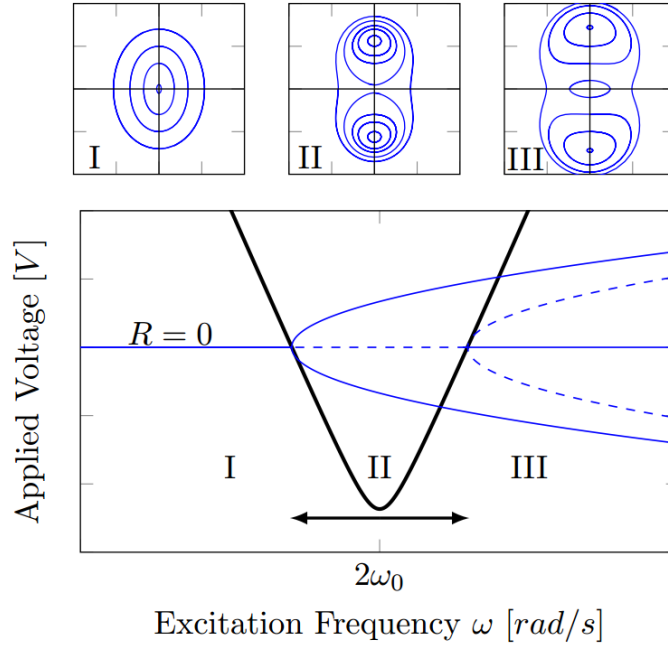 I
II
III
Applied Voltage [V]
R = 0
I
II
III
2ω₀
Excitation Frequency ω [rad/s]